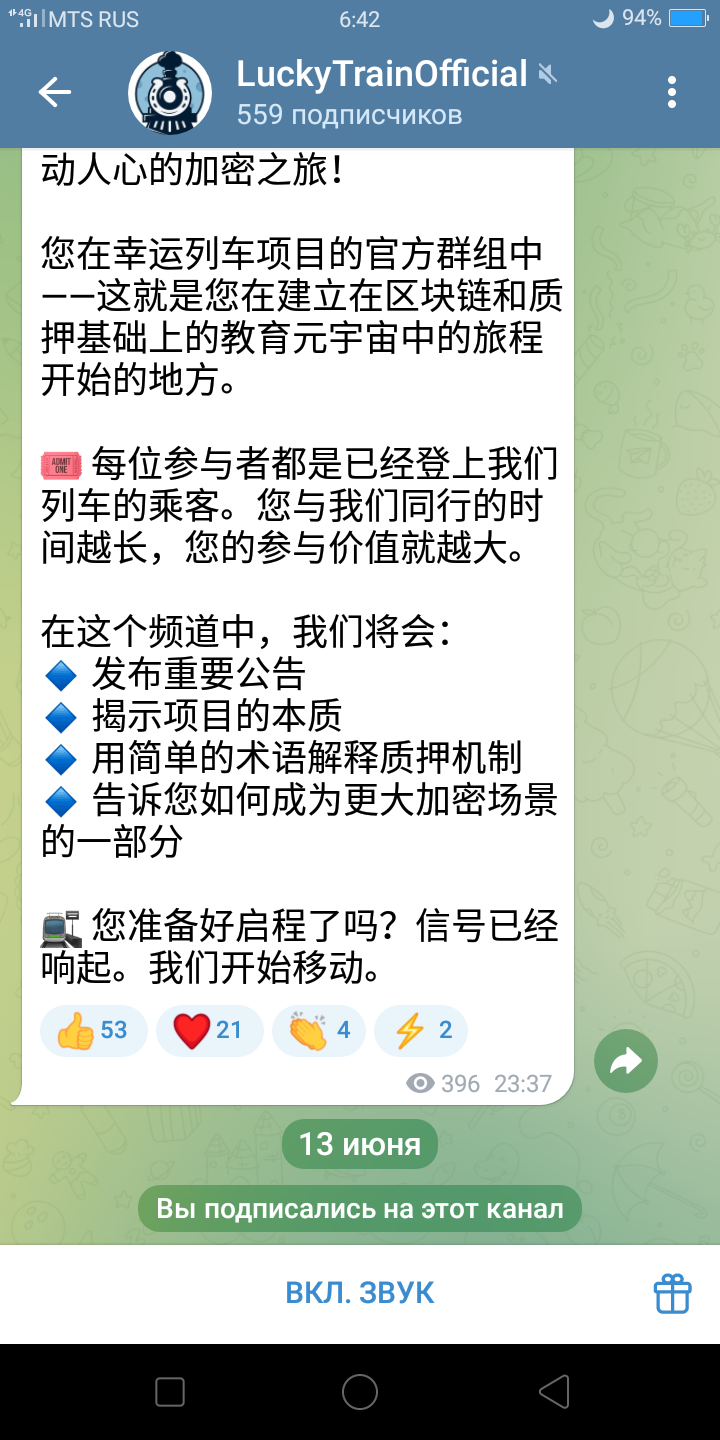 4G MTS RUS 6:42 94%
LuckyTrainOfficial
559 подписчиков
动人心的加密之旅！
您在幸运列车项目的官方群组中
——这就是您在建立在区块链和质
押基础上的教育元宇宙中的旅程
开始的地方。
ADMIT ONE 每位参与者都是已经登上我们
列车的乘客。您与我们同行的时
间越长，您的参与价值就越大。
在这个频道中，我们将会：
发布重要公告
揭示项目的本质
用简单的术语解释质押机制
告诉您如何成为更大加密场景
的一部分
您准备好启程了吗？信号已经
响起。我们开始移动。
53 21 4 2
396 23:37
13 июня
Вы подписались на этот канал
ВКЛ. ЗВУК